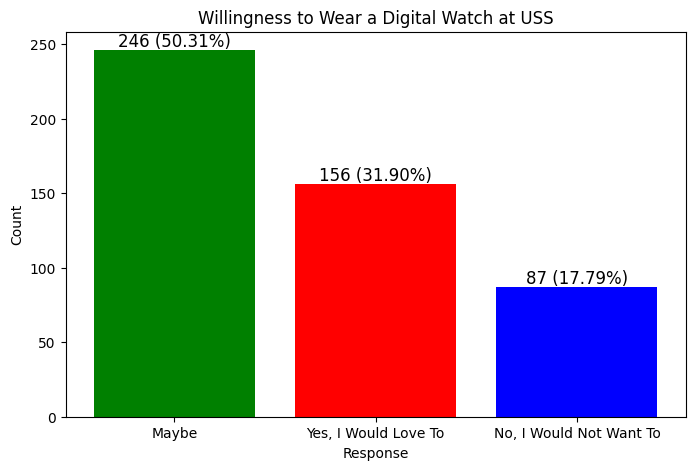 Willingness to Wear a Digital Watch at USS
250
200
150
100
50
0
Count
246 (50.31%)
156 (31.90%)
87 (17.79%)
Maybe
Yes, I Would Love To
No, I Would Not Want To
Response